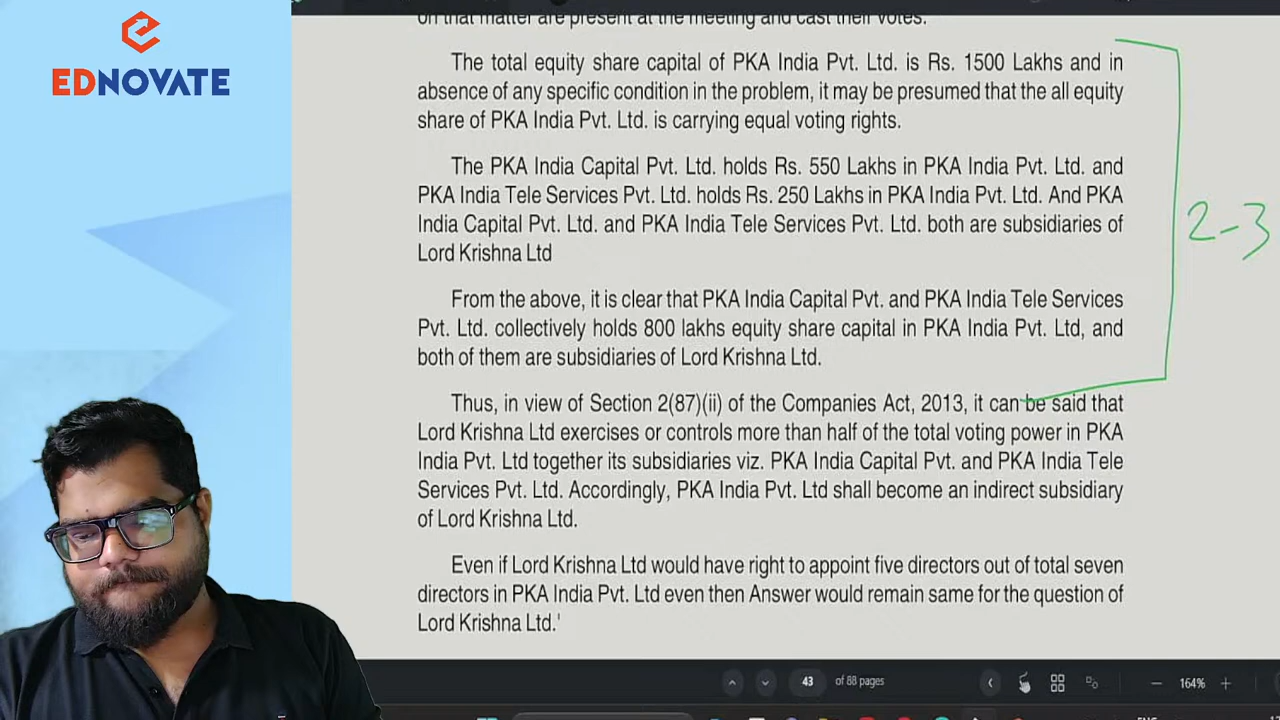 EDNOVATE
on that matter are present at the meeting and cast their votes.
The total equity share capital of PKA India Pvt. Ltd. is Rs. 1500 Lakhs and in
absence of any specific condition in the problem, it may be presumed that the all equity
share of PKA India Pvt. Ltd. is carrying equal voting rights.
The PKA India Capital Pvt. Ltd. holds Rs. 550 Lakhs in PKA India Pvt. Ltd. and
PKA India Tele Services Pvt. Ltd. holds Rs. 250 Lakhs in PKA India Pvt. Ltd. And PKA
India Capital Pvt. Ltd. and PKA India Tele Services Pvt. Ltd. both are subsidiaries of
Lord Krishna Ltd
2-3
From the above, it is clear that PKA India Capital Pvt. and PKA India Tele Services
Pvt. Ltd. collectively holds 800 lakhs equity share capital in PKA India Pvt. Ltd, and
both of them are subsidiaries of Lord Krishna Ltd.
Thus, in view of Section 2(87)(ii) of the Companies Act, 2013, it can be said that
Lord Krishna Ltd exercises or controls more than half of the total voting power in PKA
India Pvt. Ltd together its subsidiaries viz. PKA India Capital Pvt. and PKA India Tele
Services Pvt. Ltd. Accordingly, PKA India Pvt. Ltd shall become an indirect subsidiary
of Lord Krishna Ltd.
Even if Lord Krishna Ltd would have right to appoint five directors out of total seven
directors in PKA India Pvt. Ltd even then Answer would remain same for the question of
Lord Krishna Ltd.'
43 of 88 pages 164%